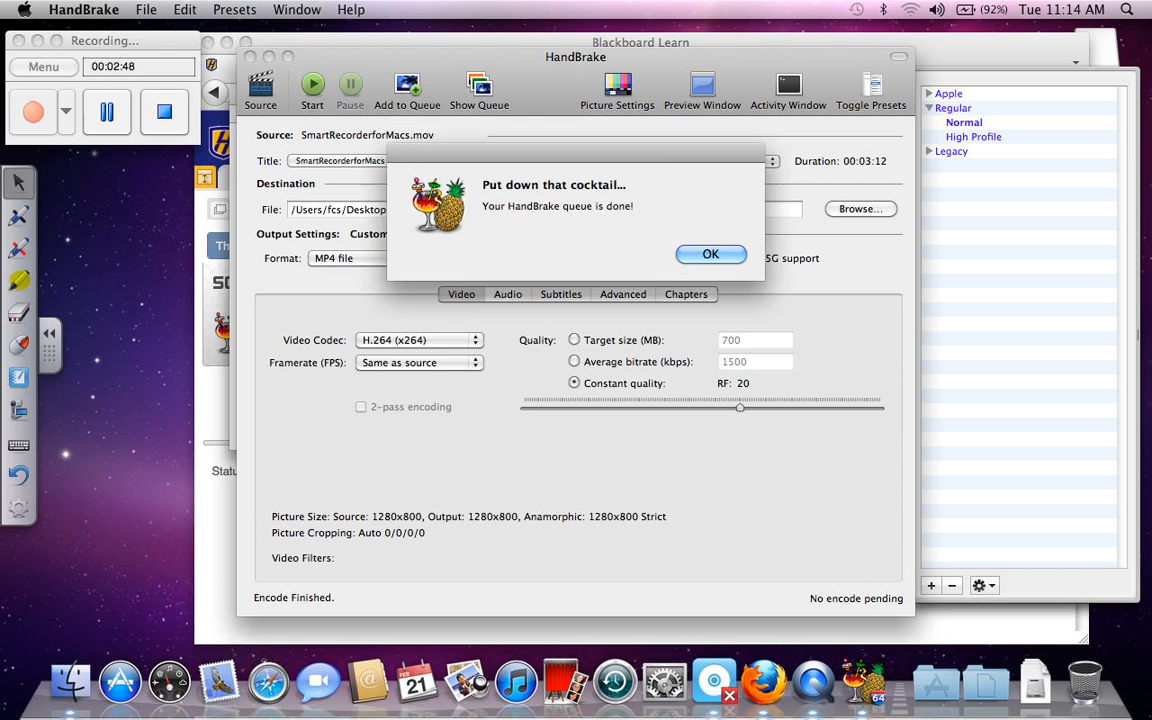 HandBrake File Edit Presets Window Help (92%) Tue 11:14 AM
Recording...
Menu 00:02:48
Blackboard Learn
HandBrake
Source Start Pause Add to Queue Show Queue Picture Settings Preview Window Activity Window Toggle Presets
Source: SmartRecorderforMacs.mov
Title: SmartRecorderforMacs Duration: 00:03:12
Destination
File: /Users/fcs/Desktop Browse...
Output Settings: Custom
Format: MP4 file 5G support
Put down that cocktail...
Your HandBrake queue is done!
OK
Video Audio Subtitles Advanced Chapters
Video Codec: H.264 (x264) Quality: Target size (MB): 700
Framerate (FPS): Same as source Average bitrate (kbps): 1500
Constant quality: RF: 20
2-pass encoding
Picture Size: Source: 1280x800, Output: 1280x800, Anamorphic: 1280x800 Strict
Picture Cropping: Auto 0/0/0/0
Video Filters:
Encode Finished. No encode pending
Apple
Regular
Normal
High Profile
Legacy
Th
Statu
21
64